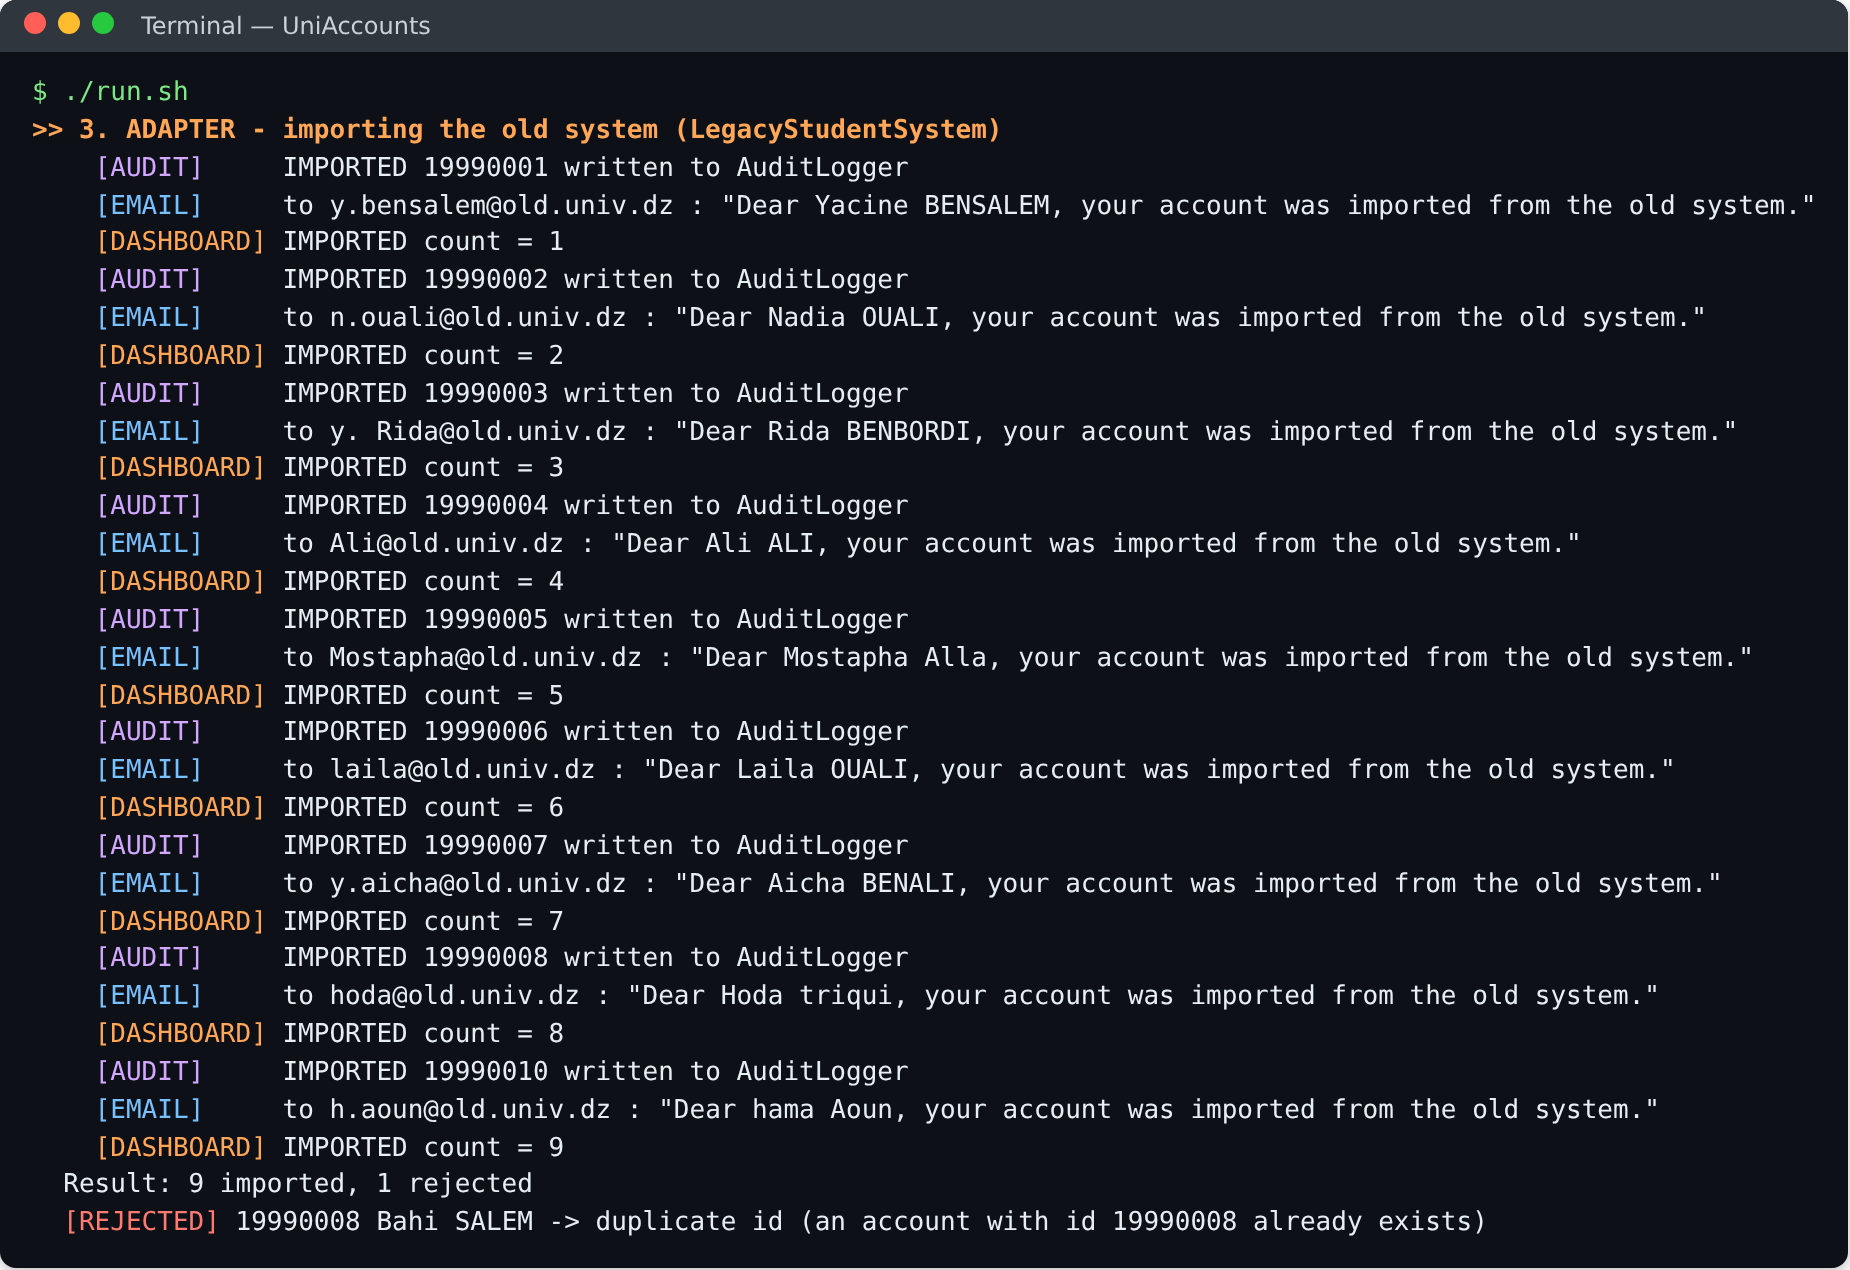 Terminal — UniAccounts
$ ./run.sh
>> 3. ADAPTER - importing the old system (LegacyStudentSystem)
[AUDIT]     IMPORTED 19990001 written to AuditLogger
[EMAIL]     to y.bensalem@old.univ.dz : "Dear Yacine BENSALEM, your account was imported from the old system."
[DASHBOARD] IMPORTED count = 1
[AUDIT]     IMPORTED 19990002 written to AuditLogger
[EMAIL]     to n.ouali@old.univ.dz : "Dear Nadia OUALI, your account was imported from the old system."
[DASHBOARD] IMPORTED count = 2
[AUDIT]     IMPORTED 19990003 written to AuditLogger
[EMAIL]     to y. Rida@old.univ.dz : "Dear Rida BENBORDI, your account was imported from the old system."
[DASHBOARD] IMPORTED count = 3
[AUDIT]     IMPORTED 19990004 written to AuditLogger
[EMAIL]     to Ali@old.univ.dz : "Dear Ali ALI, your account was imported from the old system."
[DASHBOARD] IMPORTED count = 4
[AUDIT]     IMPORTED 19990005 written to AuditLogger
[EMAIL]     to Mostapha@old.univ.dz : "Dear Mostapha Alla, your account was imported from the old system."
[DASHBOARD] IMPORTED count = 5
[AUDIT]     IMPORTED 19990006 written to AuditLogger
[EMAIL]     to laila@old.univ.dz : "Dear Laila OUALI, your account was imported from the old system."
[DASHBOARD] IMPORTED count = 6
[AUDIT]     IMPORTED 19990007 written to AuditLogger
[EMAIL]     to y.aicha@old.univ.dz : "Dear Aicha BENALI, your account was imported from the old system."
[DASHBOARD] IMPORTED count = 7
[AUDIT]     IMPORTED 19990008 written to AuditLogger
[EMAIL]     to hoda@old.univ.dz : "Dear Hoda triqui, your account was imported from the old system."
[DASHBOARD] IMPORTED count = 8
[AUDIT]     IMPORTED 19990010 written to AuditLogger
[EMAIL]     to h.aoun@old.univ.dz : "Dear hama Aoun, your account was imported from the old system."
[DASHBOARD] IMPORTED count = 9
Result: 9 imported, 1 rejected
[REJECTED] 19990008 Bahi SALEM -> duplicate id (an account with id 19990008 already exists)